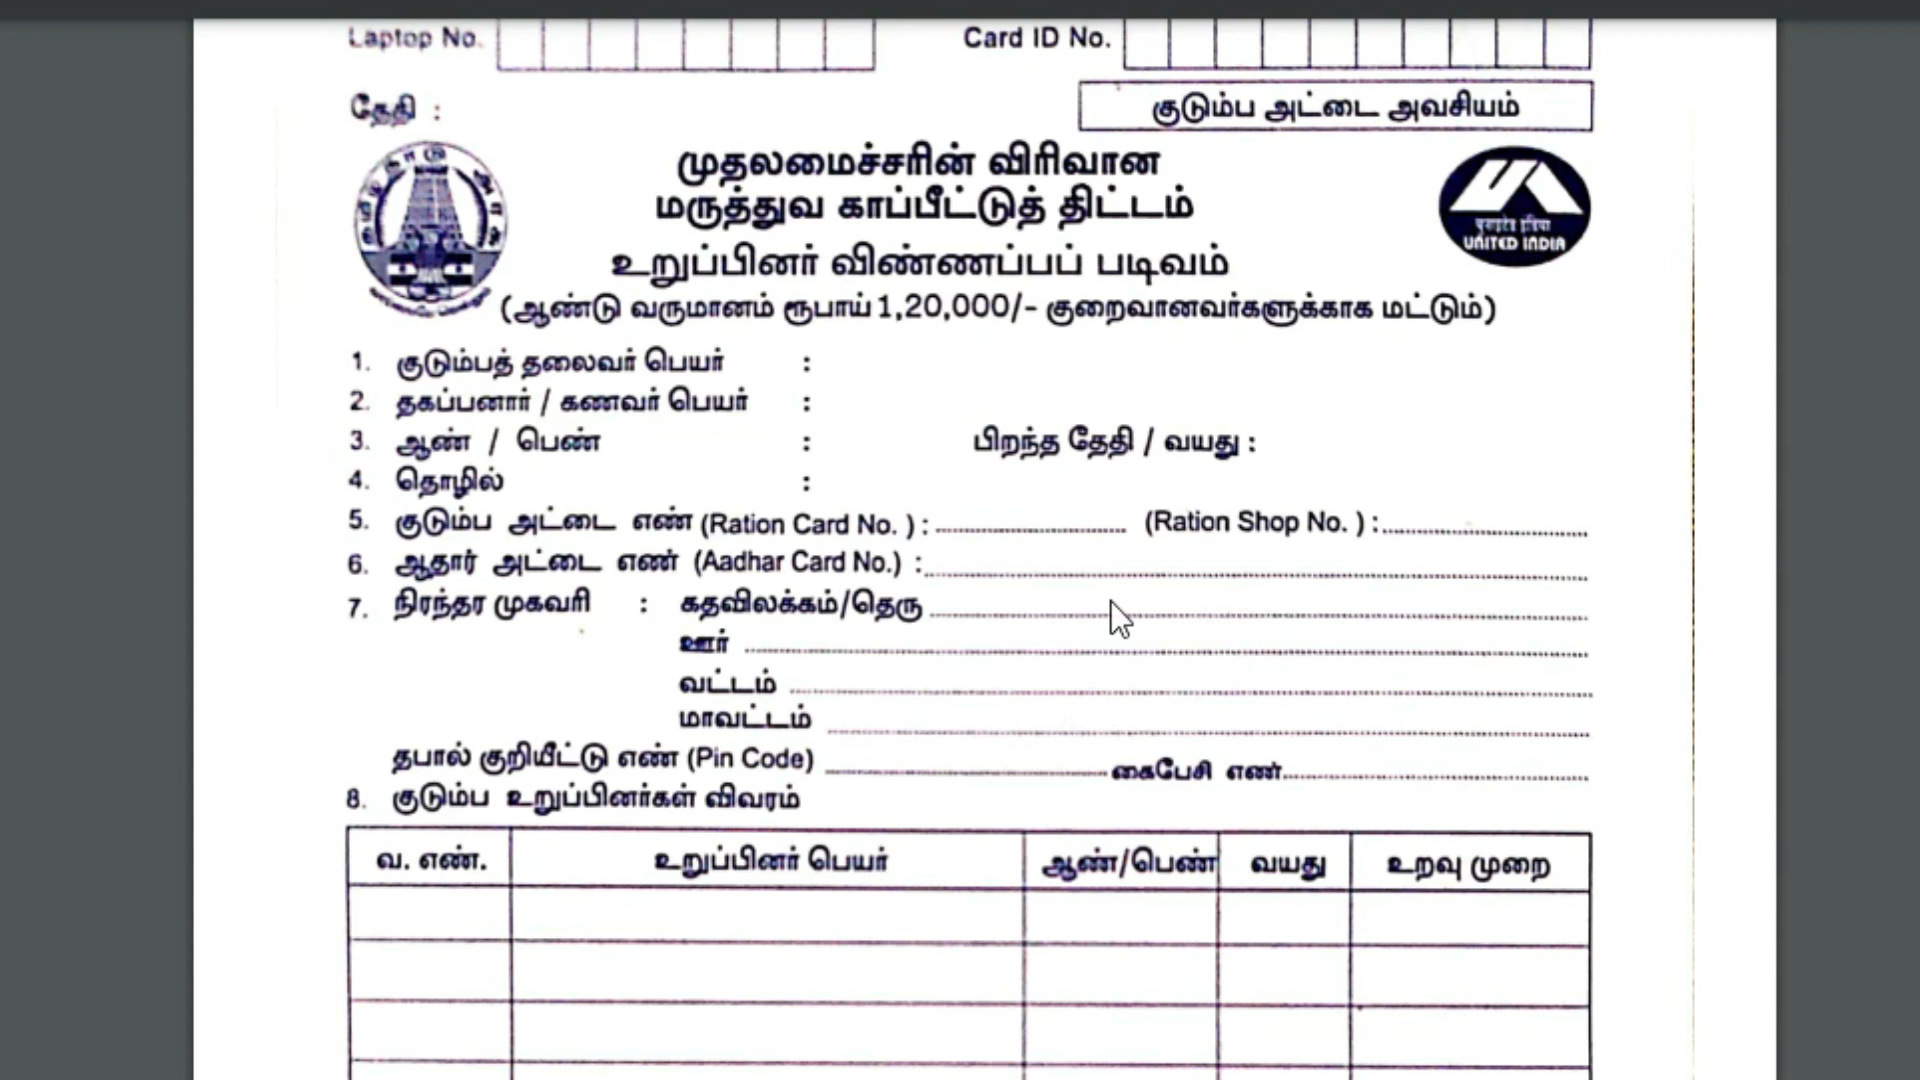 Laptop No. Card ID No.
தேதி :
குடும்ப அட்டை அவசியம்
தமிழ்நாடு அரசு
முதலமைச்சரின் விரிவான
மருத்துவ காப்பீட்டுத் திட்டம்
यूनाइटेड इंडिया
UNITED INDIA
உறுப்பினர் விண்ணப்பப் படிவம்
(ஆண்டு வருமானம் ரூபாய் 1,20,000/- குறைவானவர்களுக்காக மட்டும்)
1. குடும்பத் தலைவர் பெயர் :
2. தகப்பனார் / கணவர் பெயர் :
3. ஆண் / பெண் : பிறந்த தேதி / வயது :
4. தொழில் :
5. குடும்ப அட்டை எண் (Ration Card No. ) : (Ration Shop No. ) :
6. ஆதார் அட்டை எண் (Aadhar Card No.) :
7. நிரந்தர முகவரி : கதவிலக்கம்/தெரு
ஊர்
வட்டம்
மாவட்டம்
தபால் குறியீட்டு எண் (Pin Code) கைபேசி எண்
8. குடும்ப உறுப்பினர்கள் விவரம்
வ. எண். உறுப்பினர் பெயர் ஆண்/பெண் வயது உறவு முறை